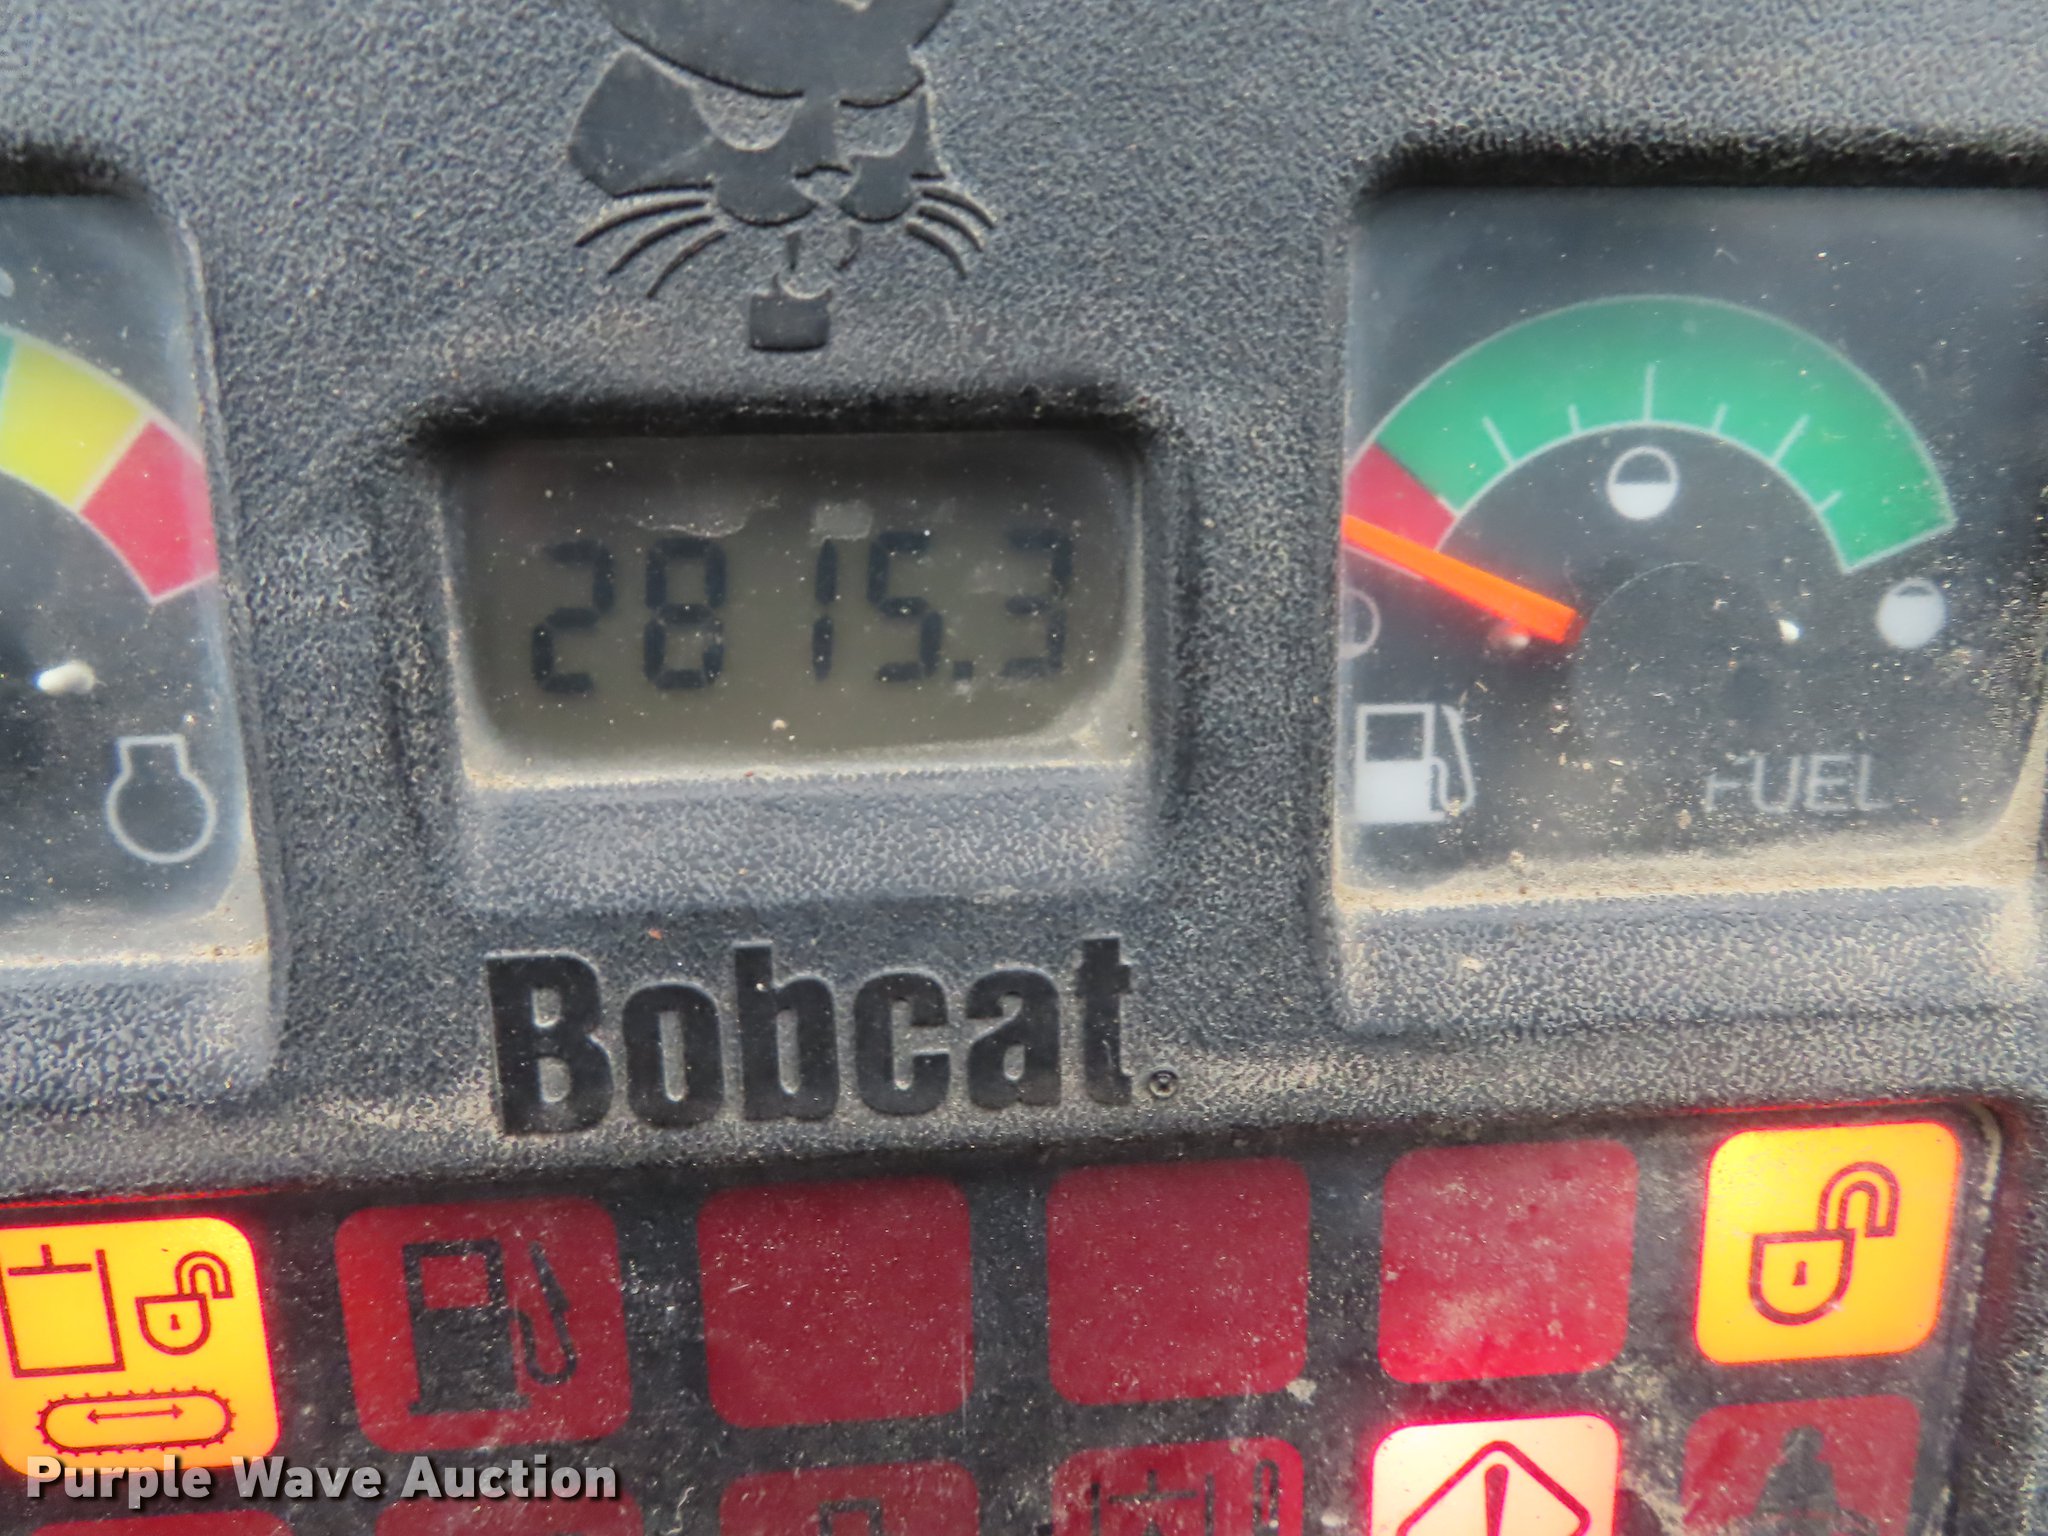 2815.3
FUEL
Bobcat®
Purple Wave Auction